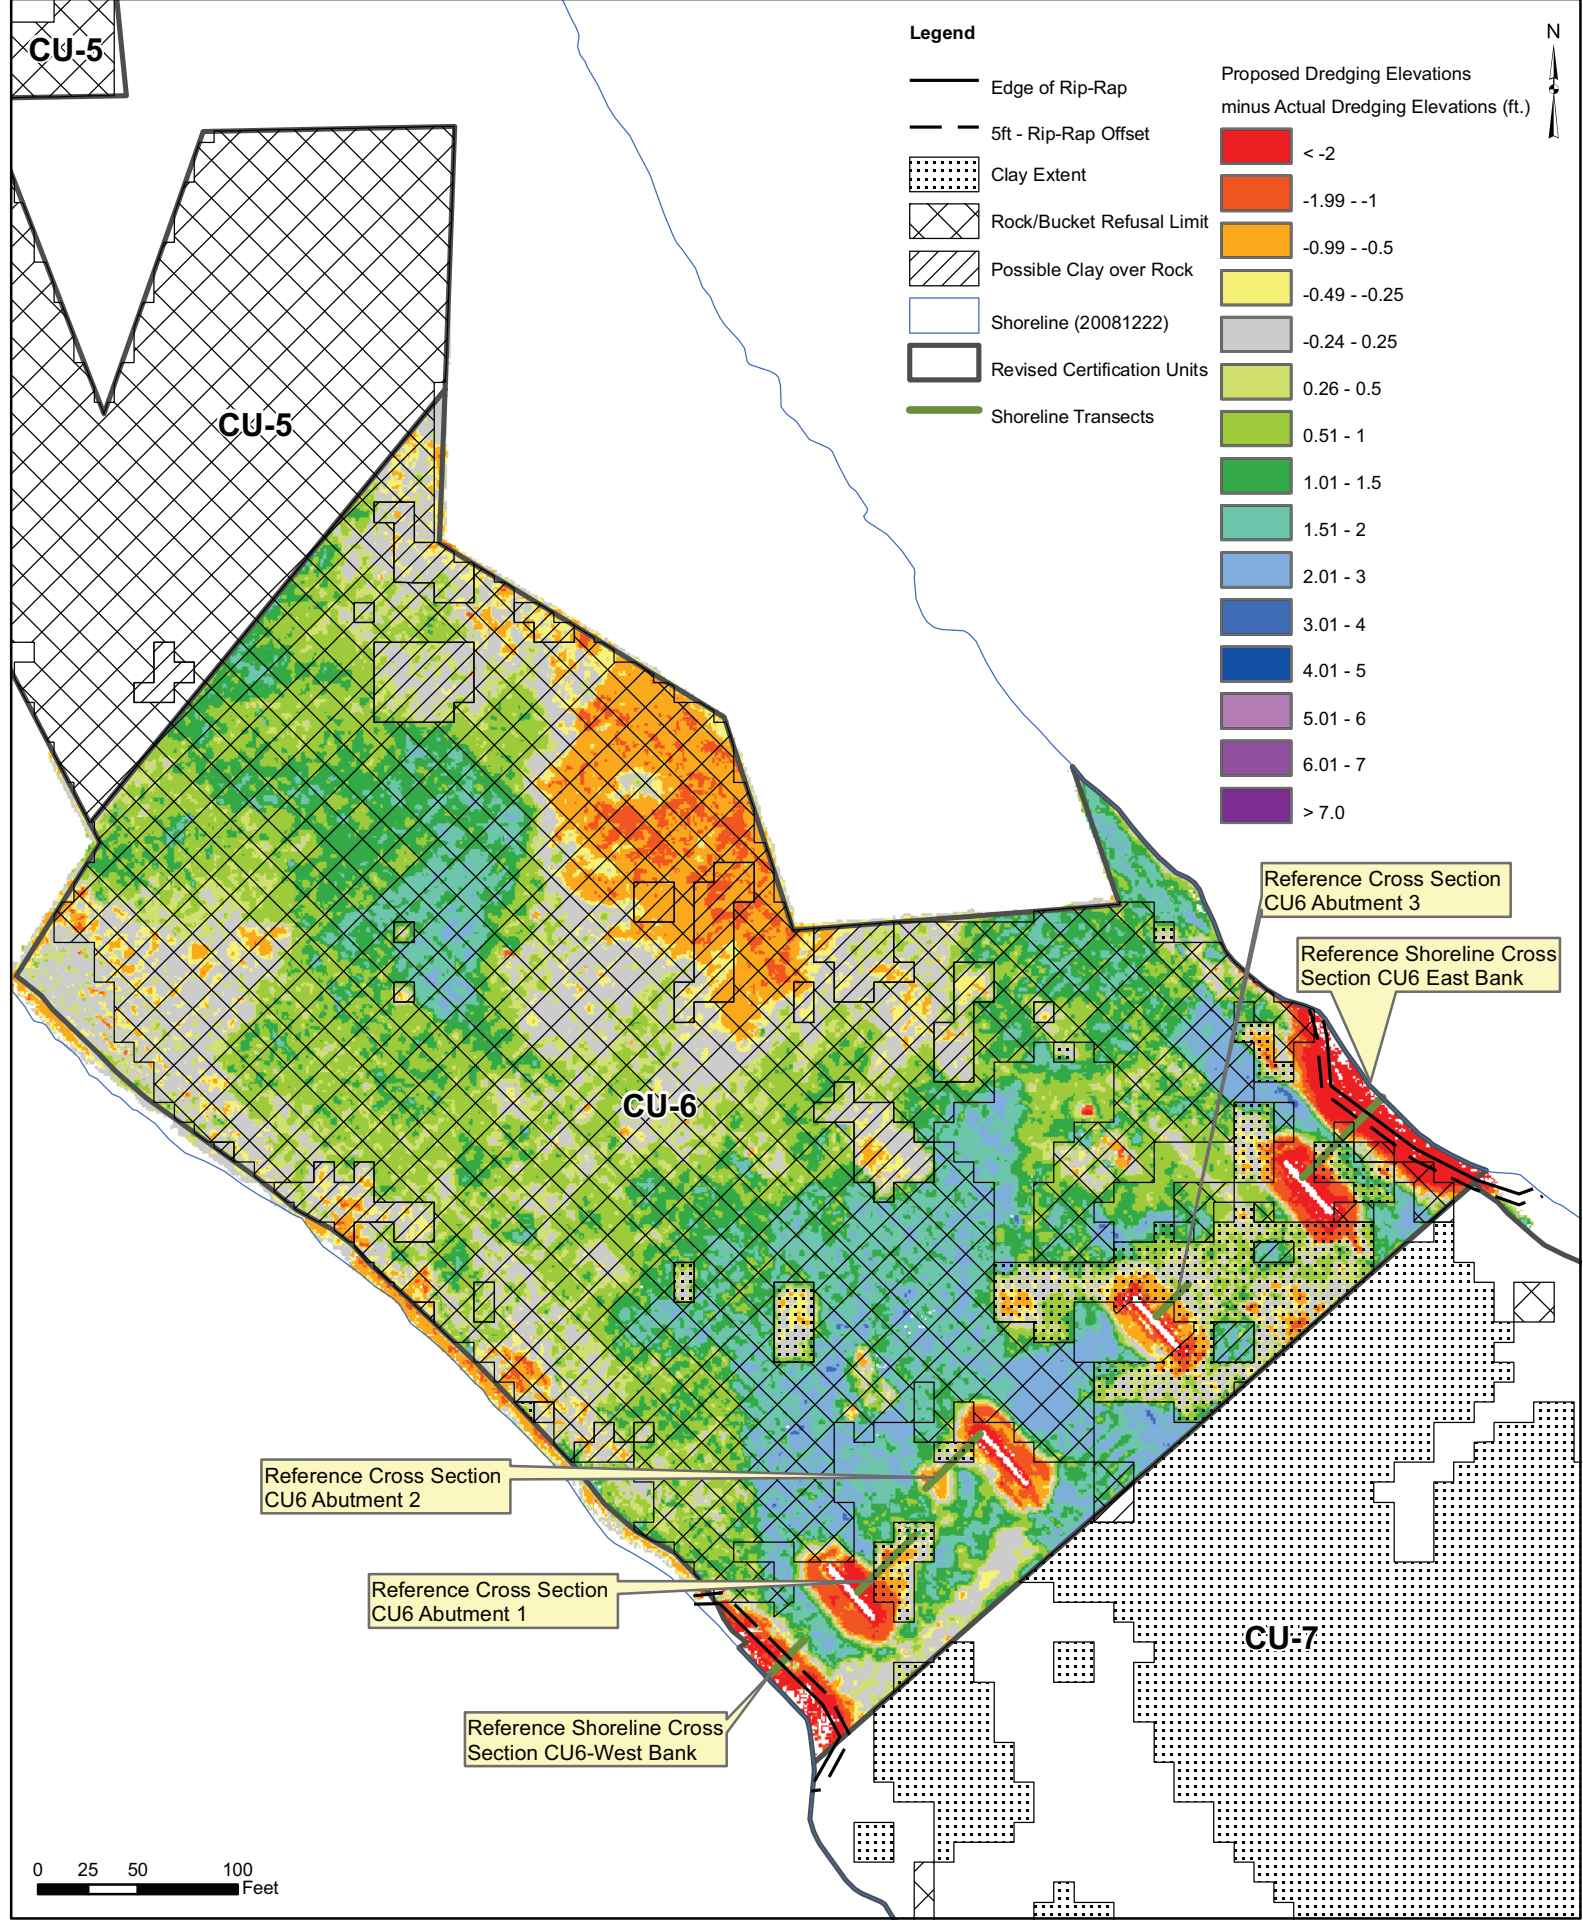 CU-5
Legend
Edge of Rip-Rap
5ft - Rip-Rap Offset
Clay Extent
Rock/Bucket Refusal Limit
Possible Clay over Rock
Shoreline (20081222)
Revised Certification Units
Shoreline Transects
Proposed Dredging Elevations
minus Actual Dredging Elevations (ft.)
< -2
-1.99 - -1
-0.99 - -0.5
-0.49 - -0.25
-0.24 - 0.25
0.26 - 0.5
0.51 - 1
1.01 - 1.5
1.51 - 2
2.01 - 3
3.01 - 4
4.01 - 5
5.01 - 6
6.01 - 7
> 7.0
N
CU-5
Reference Cross Section
CU6 Abutment 3
Reference Shoreline Cross
Section CU6 East Bank
CU-6
Reference Cross Section
CU6 Abutment 2
Reference Cross Section
CU6 Abutment 1
CU-7
Reference Shoreline Cross
Section CU6-West Bank
0 25 50 100
Feet